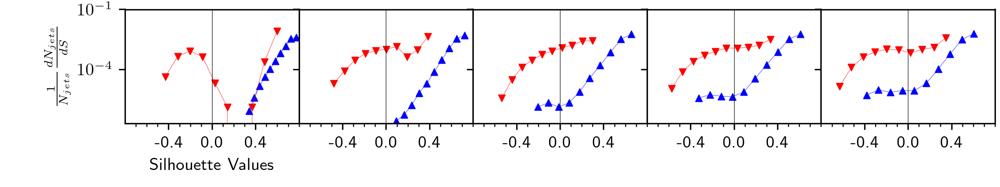 10⁻¹
10⁻⁴
1/N_jets dN_jets/dS
-0.4 0.0 0.4 -0.4 0.0 0.4 -0.4 0.0 0.4 -0.4 0.0 0.4 -0.4 0.0 0.4
Silhouette Values